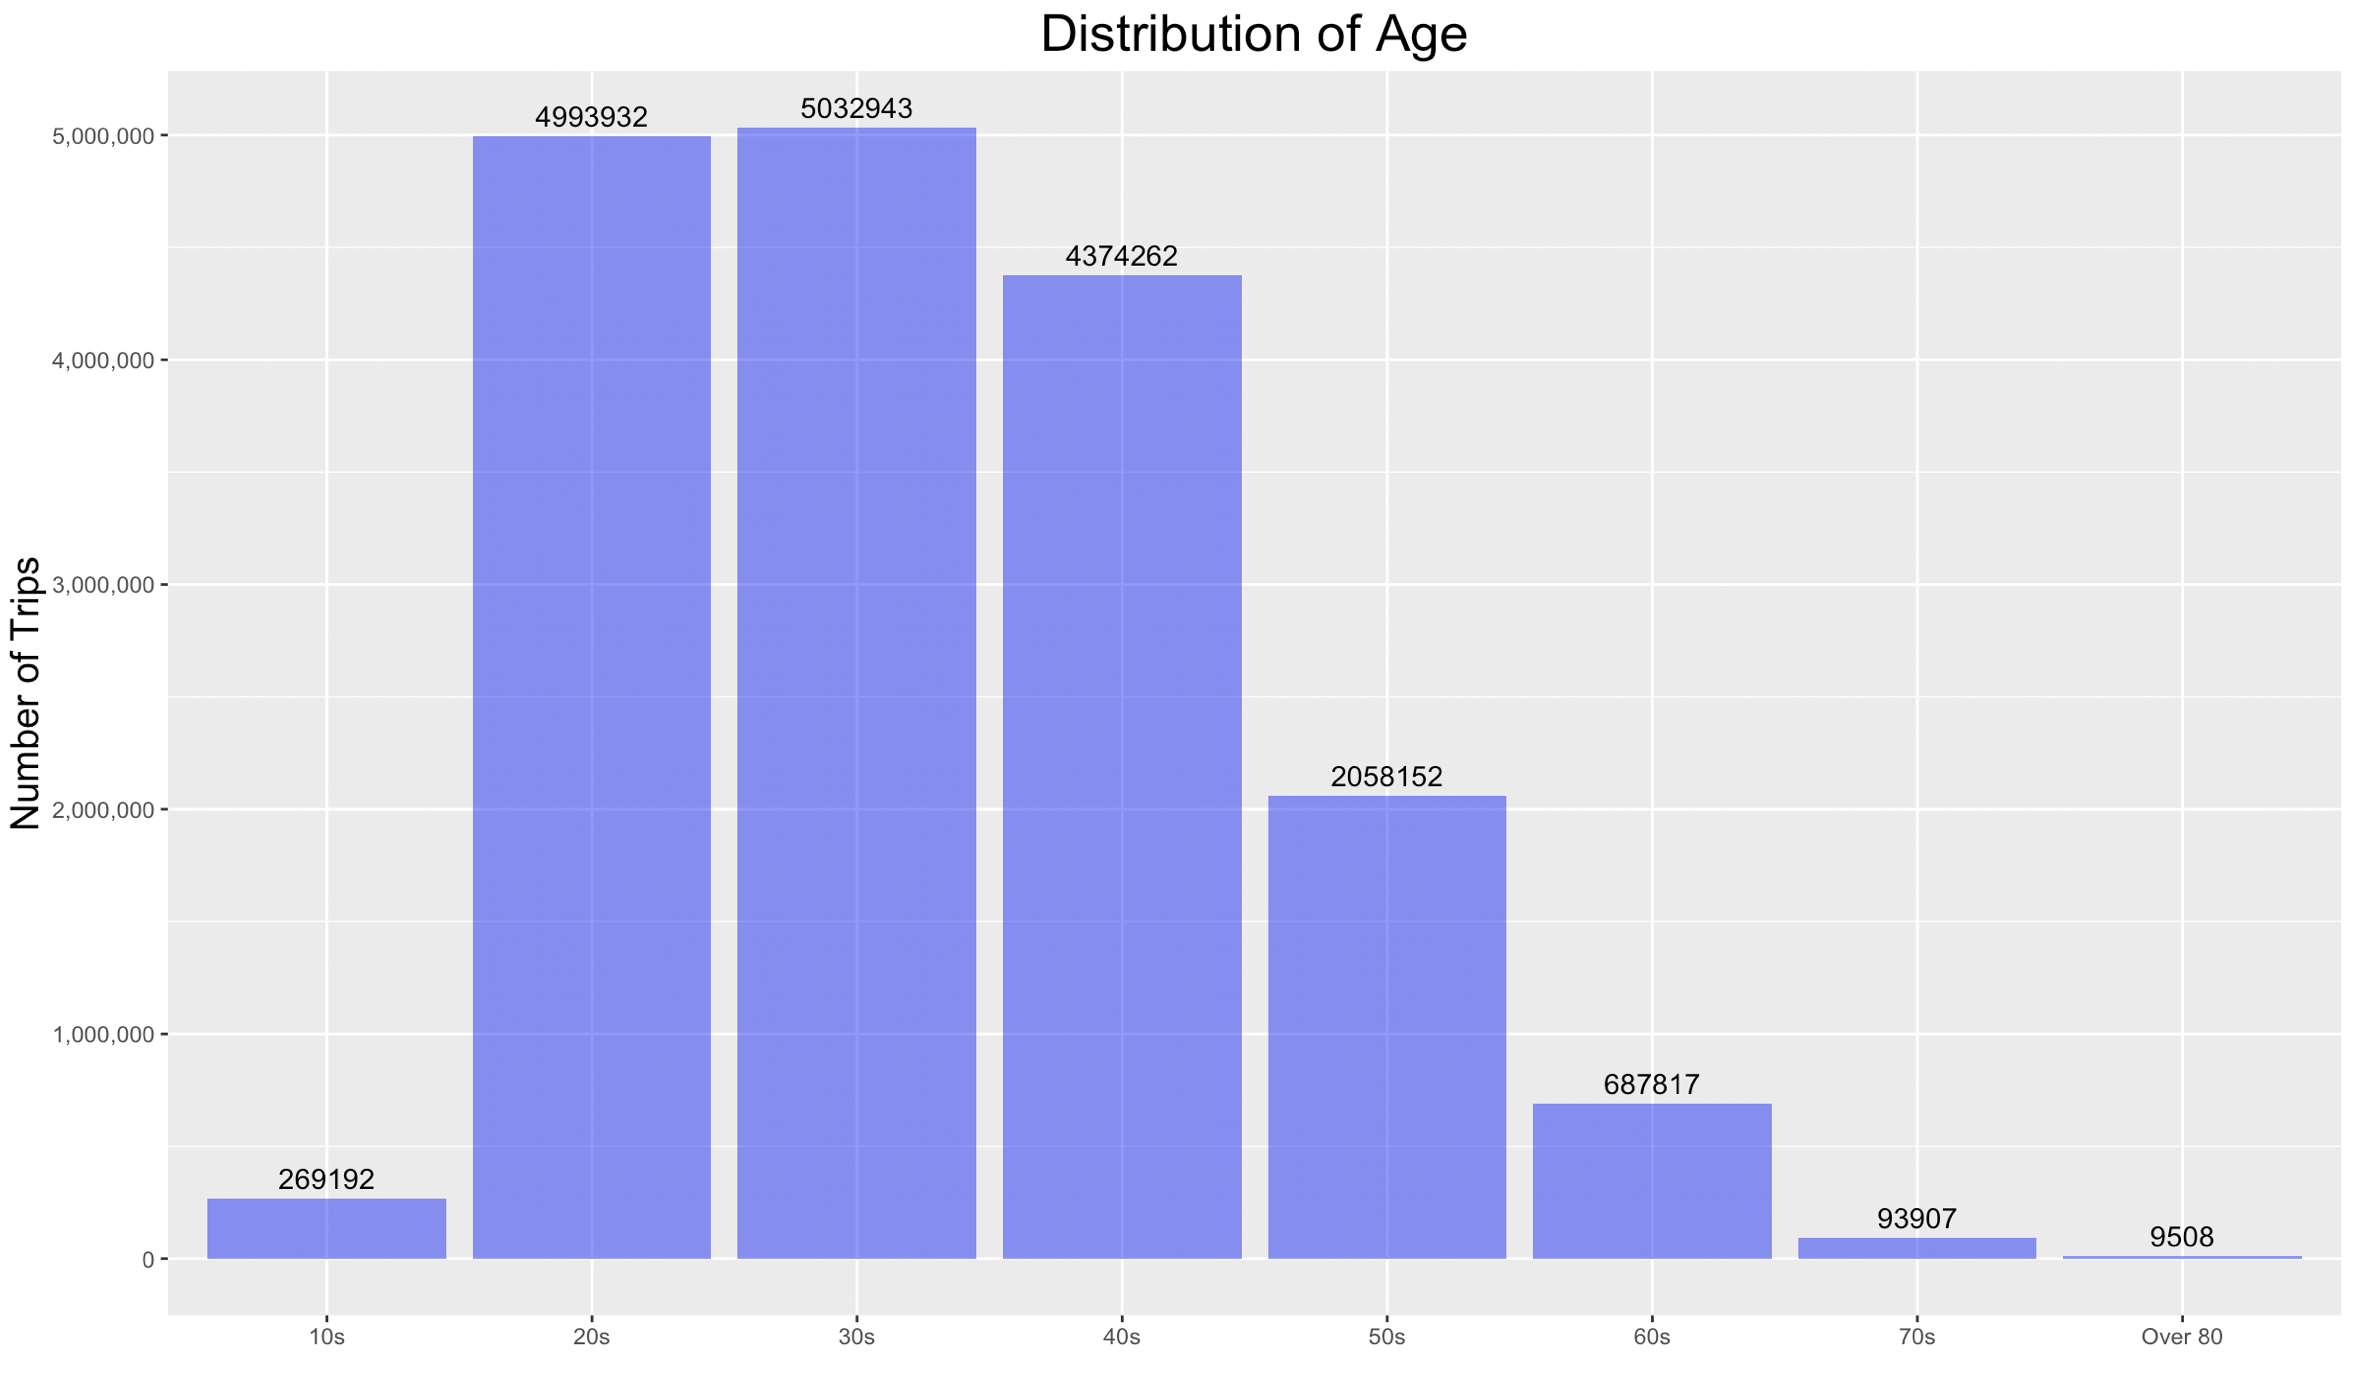 Distribution of Age
Number of Trips
5,000,000
4,000,000
3,000,000
2,000,000
1,000,000
0
269192
4993932
5032943
4374262
2058152
687817
93907
9508
10s
20s
30s
40s
50s
60s
70s
Over 80